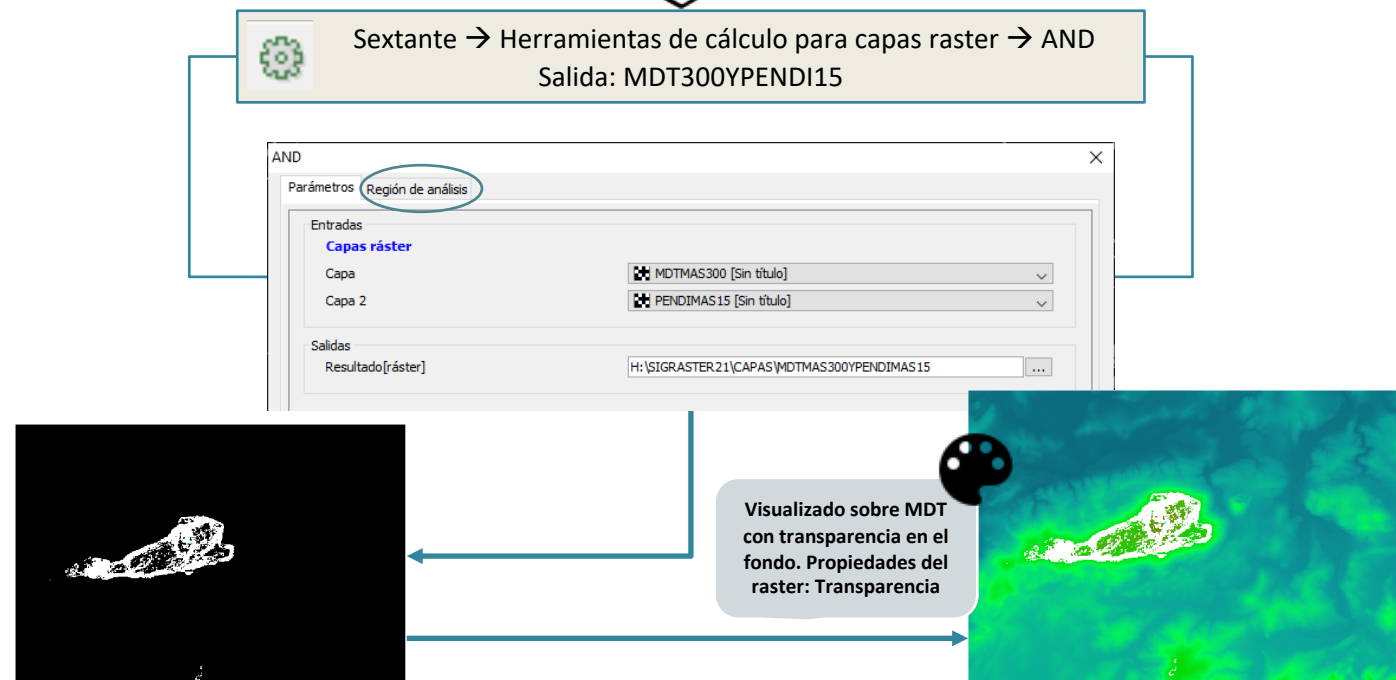 Sextante → Herramientas de cálculo para capas raster → AND
Salida: MDT300YPENDI15
AND
Parámetros Región de análisis
Entradas
Capas ráster
Capa MDTMAS300 [Sin título]
Capa 2 PENDIMAS15 [Sin título]
Salidas
Resultado[ráster] H:\SIGRASTER21\CAPAS\MDTMAS300YPENDIMAS15 ...
Visualizado sobre MDT
con transparencia en el
fondo. Propiedades del
raster: Transparencia